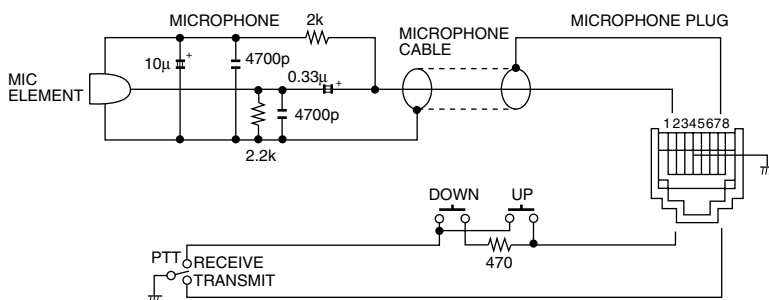 MICROPHONE
2k
MICROPHONE
CABLE
MICROPHONE PLUG
10μ
+
4700p
MIC
ELEMENT
0.33μ
+
4700p
2.2k
12345678
DOWN
UP
470
PTT
RECEIVE
TRANSMIT